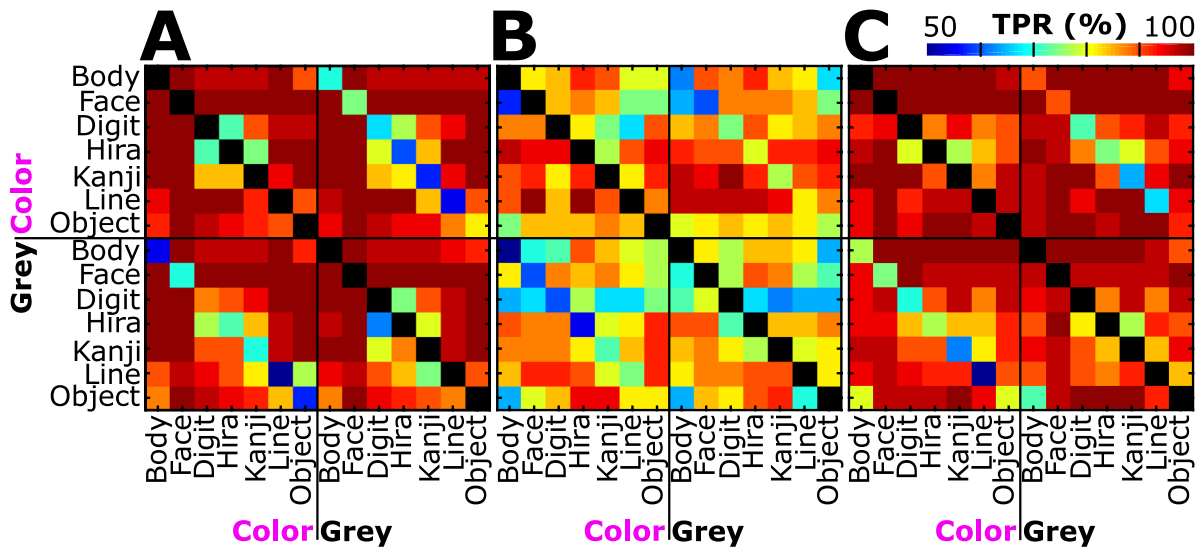 A B C
50 TPR (%) 100
Color
Grey
Body
Face
Digit
Hira
Kanji
Line
Object
Body
Face
Digit
Hira
Kanji
Line
Object
Body Face Digit Hira Kanji Line Object Body Face Digit Hira Kanji Line Object
Body Face Digit Hira Kanji Line Object Body Face Digit Hira Kanji Line Object
Body Face Digit Hira Kanji Line Object Body Face Digit Hira Kanji Line Object
Color Grey Color Grey Color Grey